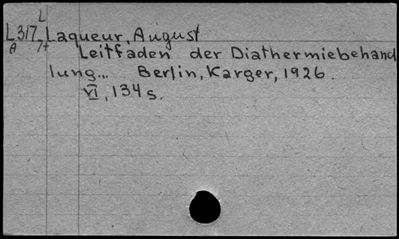 L
L317 Laqueur, August
A 7+ Leitfaden der Diathermiebehand
lung... Berlin, Karger, 1926.
VI, 134 s.